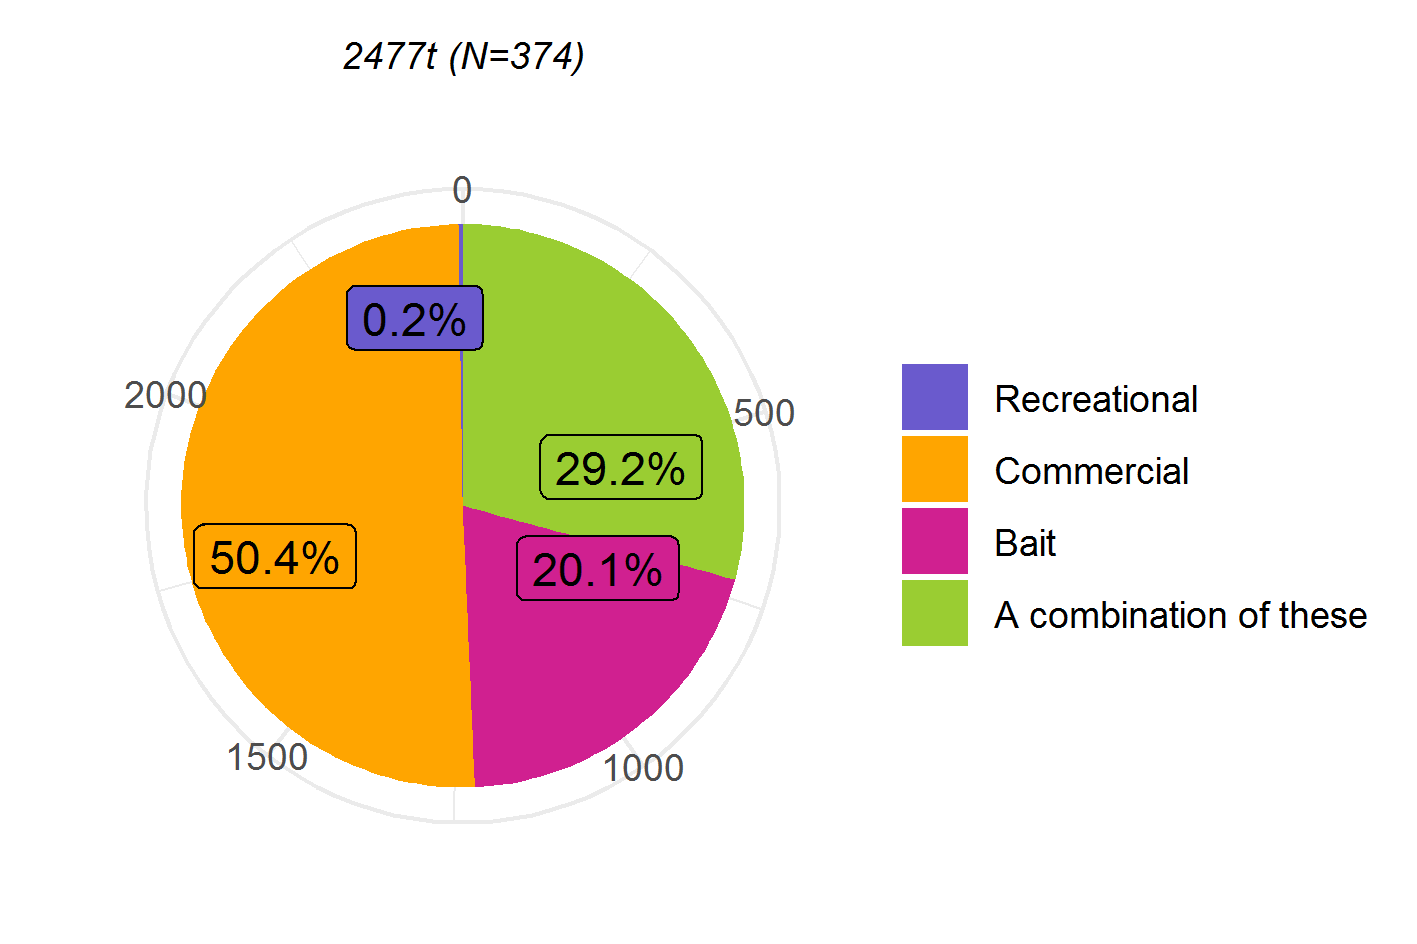 2477t (N=374)
0
0.2%
2000
500
29.2%
50.4%
20.1%
1500
1000
Recreational
Commercial
Bait
A combination of these